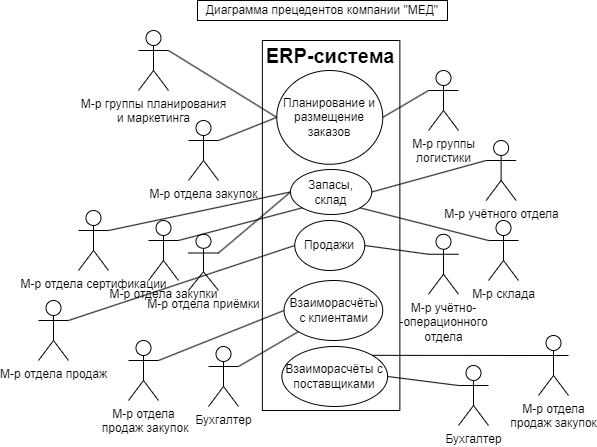 Диаграмма прецедентов компании "МЕД"
ERP-система
М-р группы планирования
и маркетинга
Планирование и
размещение
заказов
М-р группы
логистики
М-р отдела закупок
Запасы,
склад
М-р учётного отдела
М-р отдела сертификации
М-р отдела закупки
М-р отдела приёмки
Продажи
М-р склада
М-р учётно-
-операционного
отдела
Взаиморасчёты
с клиентами
М-р отдела продаж
Взаиморасчёты с
поставщиками
М-р отдела
продаж закупок
Бухгалтер
М-р отдела
продаж закупок
Бухгалтер